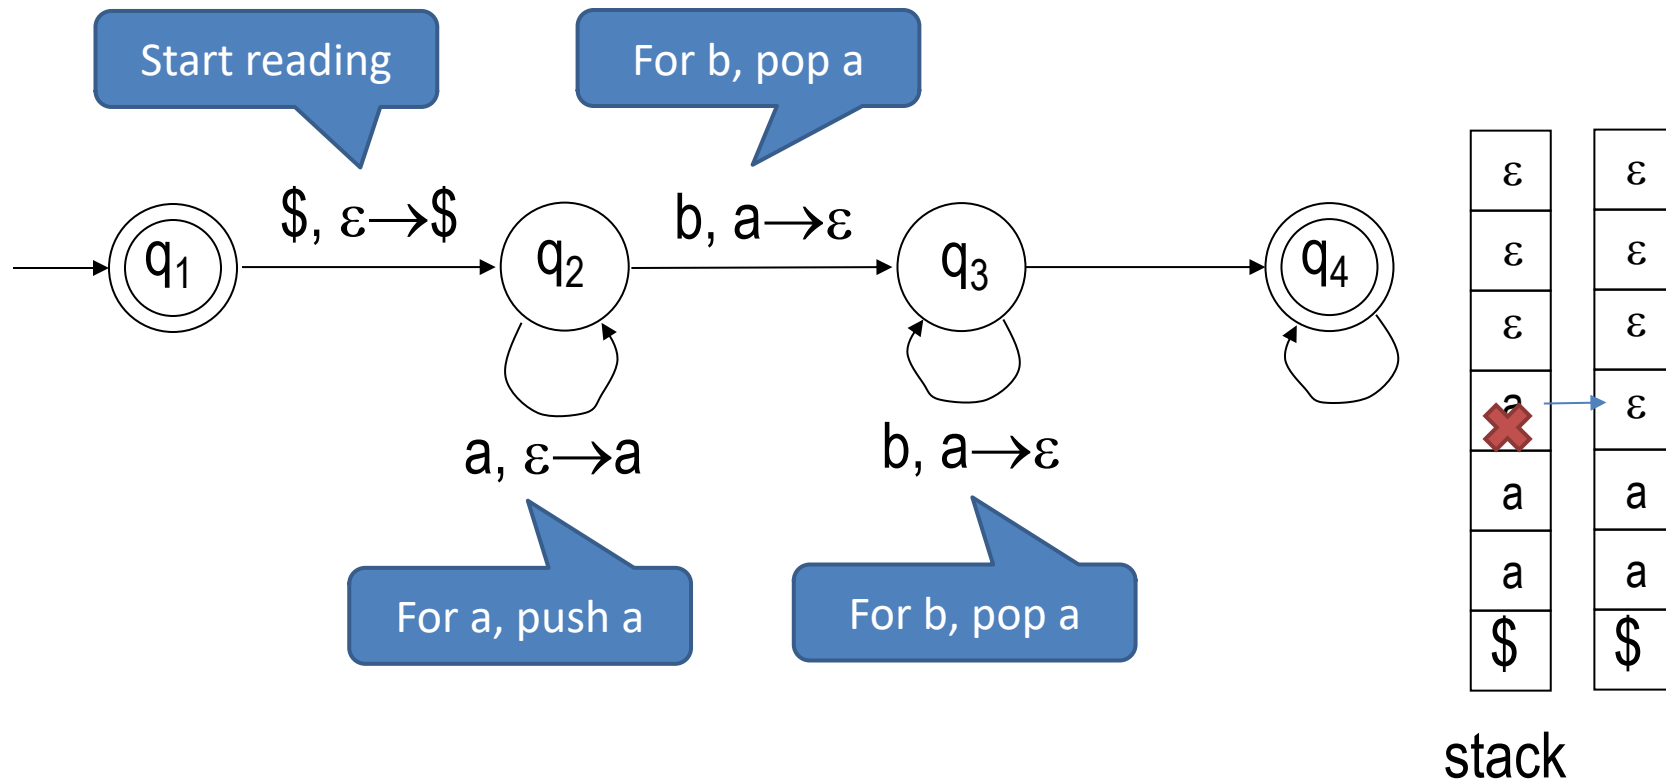 Start reading
For b, pop a
$, ε→$
b, a→ε
q1
q2
q3
q4
a, ε→a
b, a→ε
For a, push a
For b, pop a
ε ε
ε ε
ε ε
a ε
a a
a a
$ $
stack